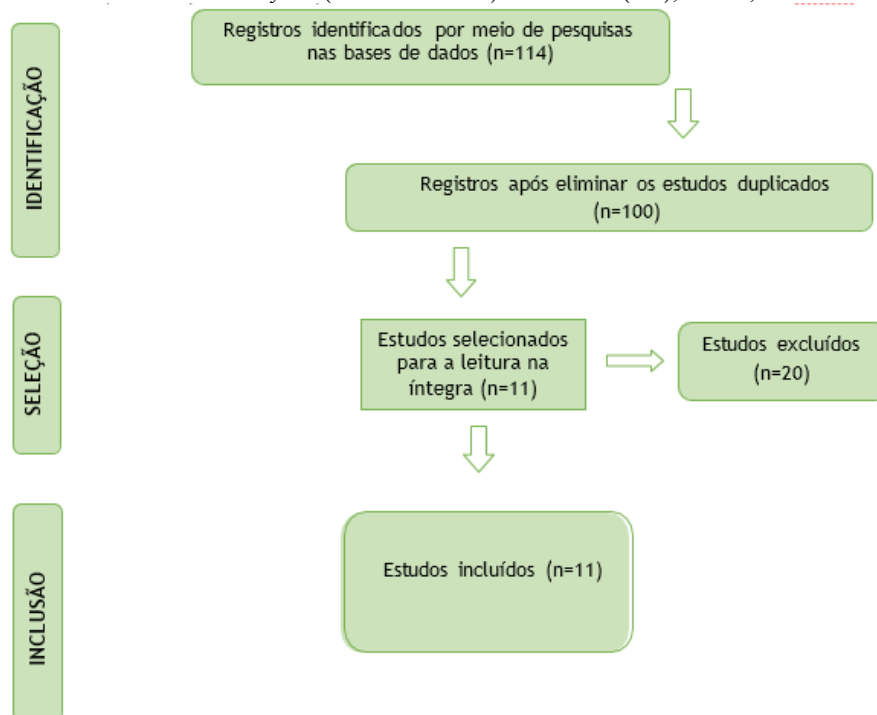 Registros identificados por meio de pesquisas
nas bases de dados (n=114)
IDENTIFICAÇÃO
Registros após eliminar os estudos duplicados
(n=100)
SELEÇÃO
Estudos selecionados
para a leitura na
íntegra (n=11)
Estudos excluídos
(n=20)
INCLUSÃO
Estudos incluídos (n=11)